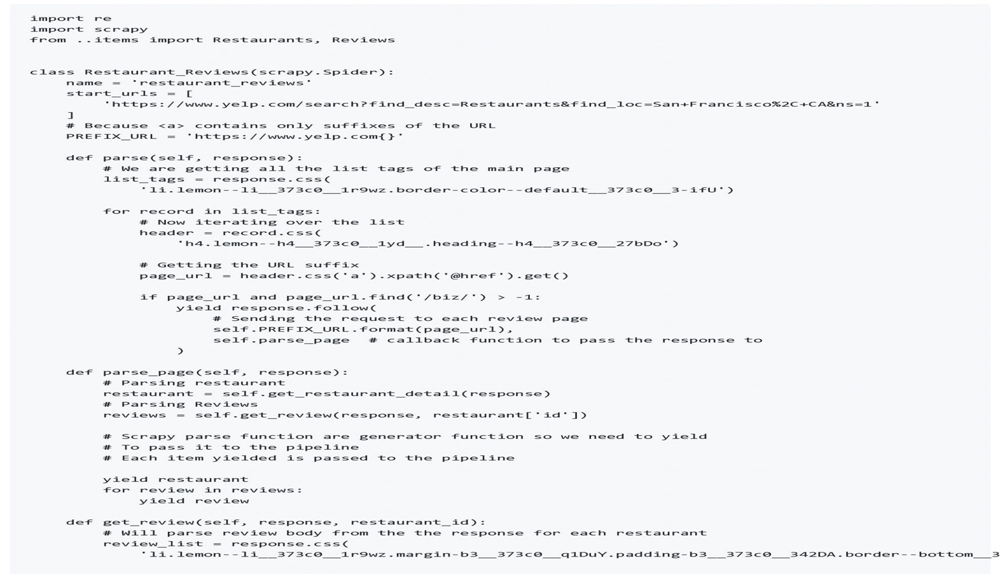 import re
import scrapy
from ..items import Restaurants, Reviews
class Restaurant_Reviews(scrapy.Spider):
name = 'restaurant_reviews'
start_urls = [
'https://www.yelp.com/search?find_desc=Restaurants&find_loc=San+Francisco%2C+CA&ns=1'
]
# Because <a> contains only suffixes of the URL
PREFIX_URL = 'https://www.yelp.com{}'
def parse(self, response):
# We are getting all the list tags of the main page
list_tags = response.css(
'li.lemon--li__373c0__1r9wz.border-color--default__373c0__3-ifU')
for record in list_tags:
# Now iterating over the list
header = record.css(
'h4.lemon--h4__373c0__1yd__.heading--h4__373c0__27bDo')
# Getting the URL suffix
page_url = header.css('a').xpath('@href').get()
if page_url and page_url.find('/biz/') > -1:
yield response.follow(
# Sending the request to each review page
self.PREFIX_URL.format(page_url),
self.parse_page  # callback function to pass the response to
)
def parse_page(self, response):
# Parsing restaurant
restaurant = self.get_restaurant_detail(response)
# Parsing Reviews
reviews = self.get_review(response, restaurant['id'])
# Scrapy parse function are generator function so we need to yield
# To pass it to the pipeline
# Each item yielded is passed to the pipeline
yield restaurant
for review in reviews:
yield review
def get_review(self, response, restaurant_id):
# Will parse review body from the the response for each restaurant
review_list = response.css(
'li.lemon--li__373c0__1r9wz.margin-b3__373c0__q1DuY.padding-b3__373c0__342DA.border--bottom__3